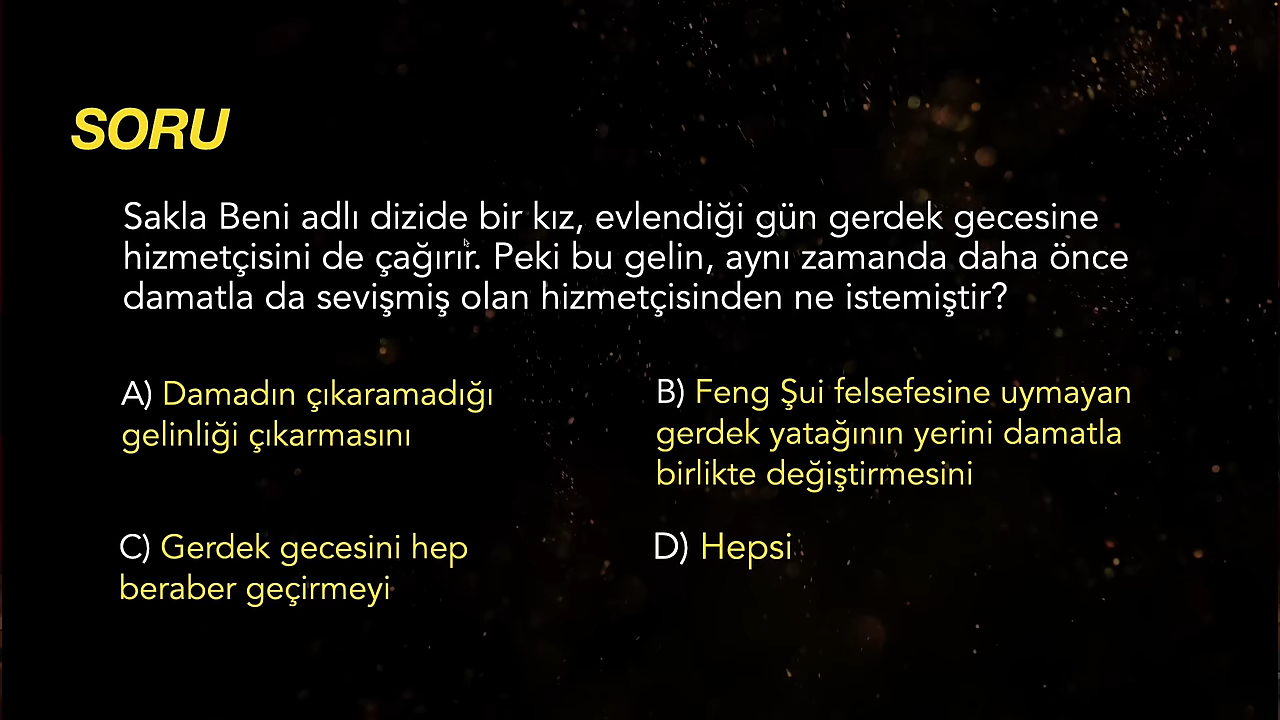 SORU
Sakla Beni adlı dizide bir kız, evlendiği gün gerdek gecesine
hizmetçisini de çağırır. Peki bu gelin, aynı zamanda daha önce
damatla da sevişmiş olan hizmetçisinden ne istemiştir?
A) Damadın çıkaramadığı
gelinliği çıkarmasını
B) Feng Şui felsefesine uymayan
gerdek yatağının yerini damatla
birlikte değiştirmesini
C) Gerdek gecesini hep
beraber geçirmeyi
D) Hepsi